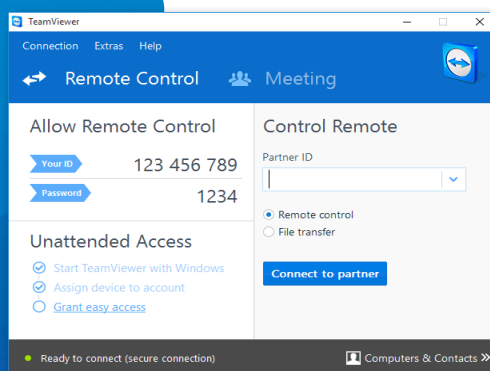 TeamViewer
Connection Extras Help
Remote Control Meeting
Allow Remote Control
Your ID 123 456 789
Password 1234
Unattended Access
Start TeamViewer with Windows
Assign device to account
Grant easy access
Control Remote
Partner ID
Remote control
File transfer
Connect to partner
Ready to connect (secure connection)
Computers & Contacts